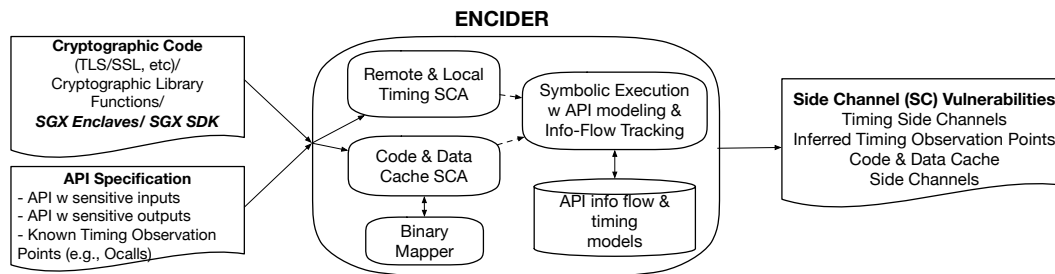 ENCIDER
Cryptographic Code
(TLS/SSL, etc)/
Cryptographic Library
Functions/
SGX Enclaves/ SGX SDK
API Specification
- API w sensitive inputs
- API w sensitive outputs
- Known Timing Observation
Points (e.g., Ocalls)
Remote & Local
Timing SCA
Code & Data
Cache SCA
Binary
Mapper
Symbolic Execution
w API modeling &
Info-Flow Tracking
API info flow &
timing
models
Side Channel (SC) Vulnerabilities
Timing Side Channels
Inferred Timing Observation Points
Code & Data Cache
Side Channels